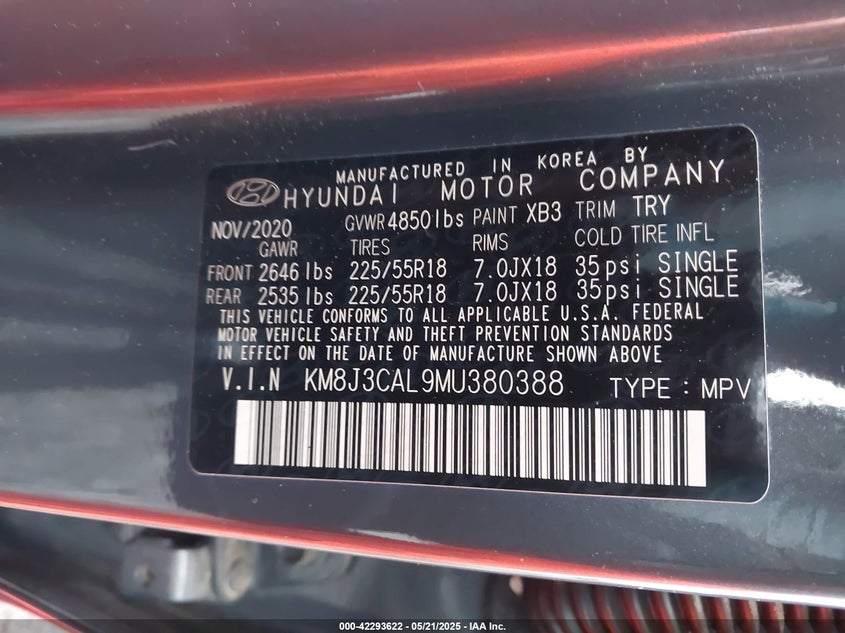 MANUFACTURED IN KOREA BY
HYUNDAI MOTOR COMPANY
NOV/2020 GVWR 4850lbs PAINT XB3 TRIM TRY
GAWR TIRES RIMS COLD TIRE INFL
FRONT 2646 lbs 225/55R18 7.0JX18 35psi SINGLE
REAR 2535 lbs 225/55R18 7.0JX18 35psi SINGLE
THIS VEHICLE CONFORMS TO ALL APPLICABLE U.S.A. FEDERAL
MOTOR VEHICLE SAFETY AND THEFT PREVENTION STANDARDS
IN EFFECT ON THE DATE OF MANUFACTURE SHOWN ABOVE
V.I.N KM8J3CAL9MU380388 TYPE : MPV
000-42293622 - 05/21/2025 - IAA Inc.